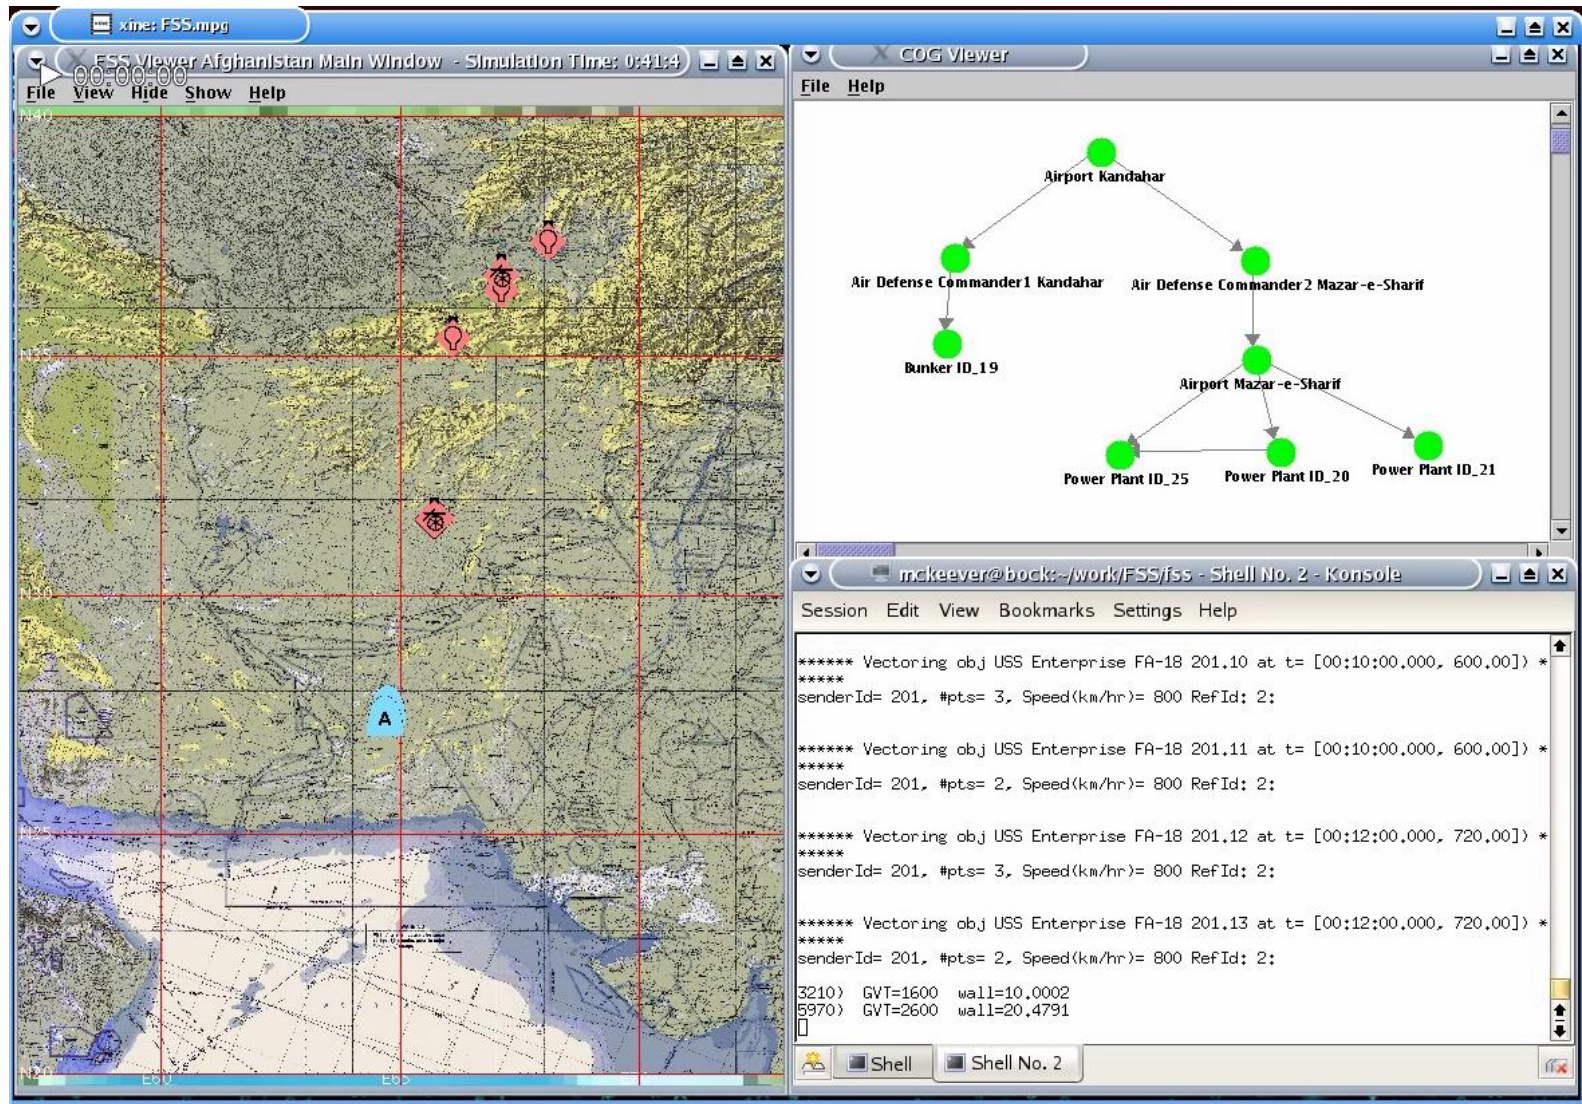 xine: FSS.mpg
FSS Viewer Afghanistan Main Window - Simulation Time: 0:41:4
00:00:00
File View Hide Show Help
N40
N35
N30
A
N25
N20
E60 E65
COG Viewer
File Help
Airport Kandahar
Air Defense Commander1 Kandahar
Air Defense Commander2 Mazar-e-Sharif
Bunker ID_19
Airport Mazar-e-Sharif
Power Plant ID_25
Power Plant ID_20
Power Plant ID_21
mckeever@bock:~/work/FSS/fss - Shell No. 2 - Konsole
Session Edit View Bookmarks Settings Help
****** Vectoring obj USS Enterprise FA-18 201.10 at t= [00:10:00.000, 600.00]) *
*****
senderId= 201, #pts= 3, Speed(km/hr)= 800 RefId: 2:
****** Vectoring obj USS Enterprise FA-18 201.11 at t= [00:10:00.000, 600.00]) *
*****
senderId= 201, #pts= 2, Speed(km/hr)= 800 RefId: 2:
****** Vectoring obj USS Enterprise FA-18 201.12 at t= [00:12:00.000, 720.00]) *
*****
senderId= 201, #pts= 3, Speed(km/hr)= 800 RefId: 2:
****** Vectoring obj USS Enterprise FA-18 201.13 at t= [00:12:00.000, 720.00]) *
*****
senderId= 201, #pts= 2, Speed(km/hr)= 800 RefId: 2:
3210) GVT=1600 wall=10.0002
5970) GVT=2600 wall=20.4791
Shell
Shell No. 2